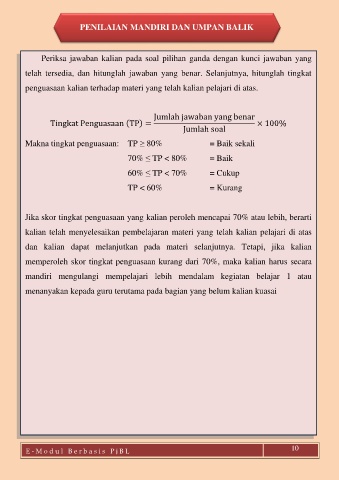 PENILAIAN MANDIRI DAN UMPAN BALIK
Periksa jawaban kalian pada soal pilihan ganda dengan kunci jawaban yang
telah tersedia, dan hitunglah jawaban yang benar. Selanjutnya, hitunglah tingkat
penguasaan kalian terhadap materi yang telah kalian pelajari di atas.
Tingkat Penguasaan (TP) = Jumlah jawaban yang benar / Jumlah soal × 100%
Makna tingkat penguasaan: TP ≥ 80% = Baik sekali
70% ≤ TP < 80% = Baik
60% ≤ TP < 70% = Cukup
TP < 60% = Kurang
Jika skor tingkat penguasaan yang kalian peroleh mencapai 70% atau lebih, berarti
kalian telah menyelesaikan pembelajaran materi yang telah kalian pelajari di atas
dan kalian dapat melanjutkan pada materi selanjutnya. Tetapi, jika kalian
memperoleh skor tingkat penguasaan kurang dari 70%, maka kalian harus secara
mandiri mengulangi mempelajari lebih mendalam kegiatan belajar 1 atau
menanyakan kepada guru terutama pada bagian yang belum kalian kuasai
E-Modul Berbasis PjBL 10